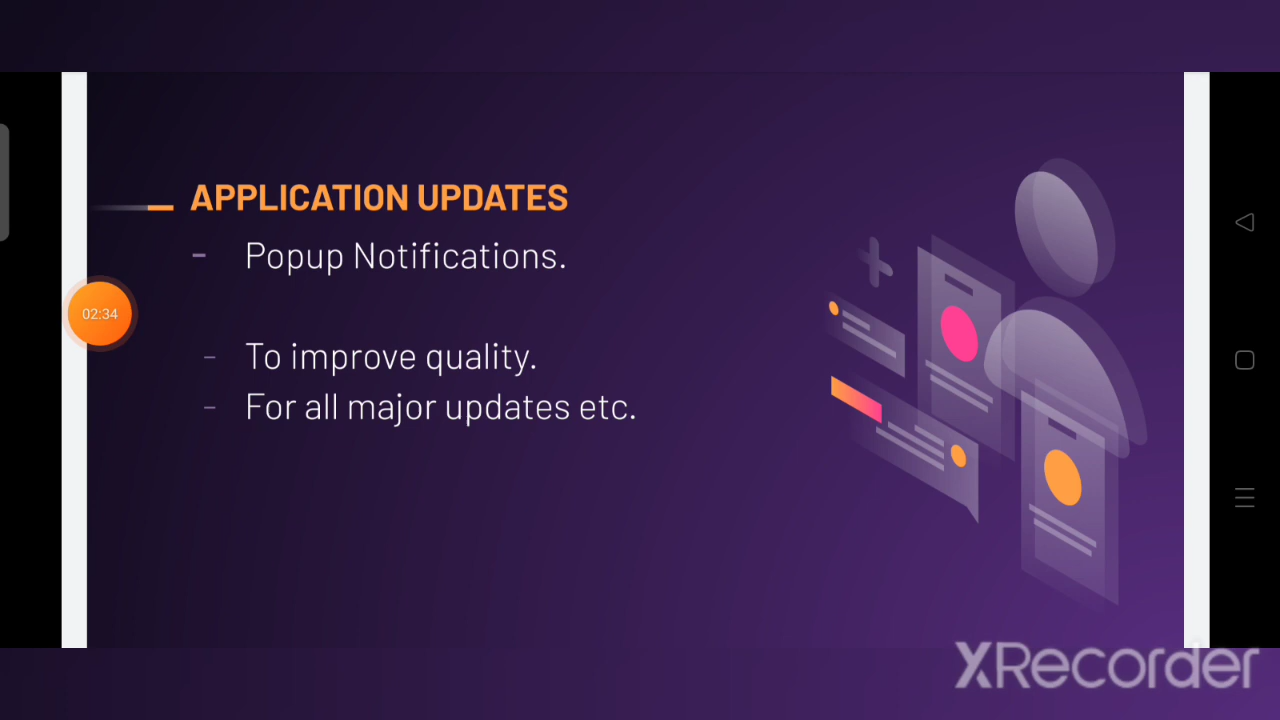 APPLICATION UPDATES
- Popup Notifications.
02:34
- To improve quality.
- For all major updates etc.
XRecorder